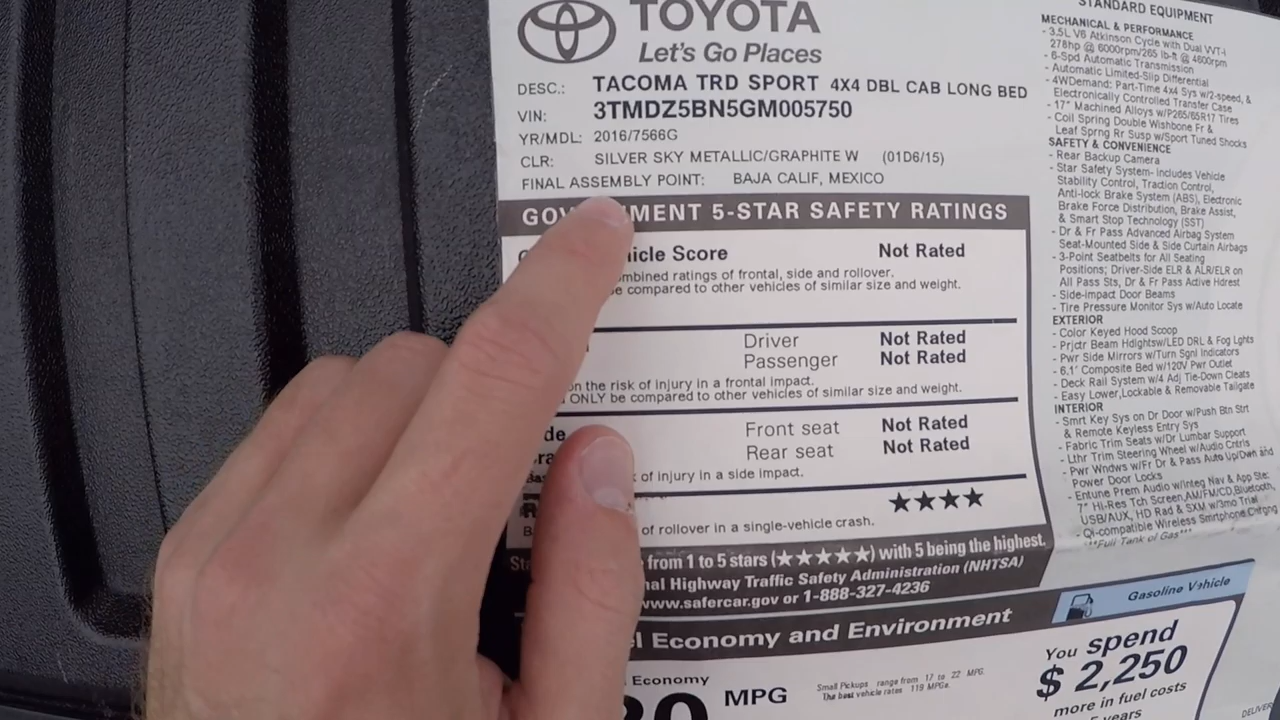 TOYOTA
Let's Go Places
DESC.: TACOMA TRD SPORT 4X4 DBL CAB LONG BED
VIN: 3TMDZ5BN5GM005750
YR/MDL: 2016/7566G
CLR: SILVER SKY METALLIC/GRAPHITE W (01D6/15)
FINAL ASSEMBLY POINT: BAJA CALIF, MEXICO
5-STAR SAFETY RATINGS
Score Not Rated
ratings of frontal, side and rollover.
compared to other vehicles of similar size and weight.
Driver Not Rated
Passenger Not Rated
on the risk of injury in a frontal impact.
ONLY be compared to other vehicles of similar size and weight.
Front seat Not Rated
Rear seat Not Rated
of injury in a side impact.
★★★★
of rollover in a single-vehicle crash.
from 1 to 5 stars (★★★★★) with 5 being the highest.
Highway Traffic Safety Administration (NHTSA)
www.safercar.gov or 1-888-327-4236
Economy and Environment
Gasoline Vehicle
Economy
MPG
Small Pickups range from 17 to 22 MPG.
The best vehicle rates 119 MPGe.
You spend
$2,250
more in fuel costs
years
STANDARD EQUIPMENT
MECHANICAL & PERFORMANCE
- 3.5L V6 Atkinson Cycle with Dual VVT-i
278hp @ 6000rpm/265 lb-ft @ 4600rpm
- 6-Spd Automatic Transmission
- Automatic Limited-Slip Differential
- 4WDemand: Part-Time 4x4 Sys w/2-speed, &
Electronically Controlled Transfer Case
- 17" Machined Alloys w/P265/65R17 Tires
- Coil Spring Double Wishbone Fr &
Leaf Sprng Rr Susp w/Sport Tuned Shocks
SAFETY & CONVENIENCE
- Rear Backup Camera
- Star Safety System- includes Vehicle
Stability Control, Traction Control,
Anti-lock Brake System (ABS), Electronic
Brake Force Distribution, Brake Assist,
& Smart Stop Technology (SST)
- Dr & Fr Pass Advanced Airbag System
Seat-Mounted Side & Side Curtain Airbags
- 3-Point Seatbelts for All Seating
Positions; Driver-Side ELR & ALR/ELR on
All Pass Sts, Dr & Fr Pass Active Hdrest
- Side-impact Door Beams
- Tire Pressure Monitor Sys w/Auto Locate
EXTERIOR
- Color Keyed Hood Scoop
- Prjctr Beam Hdlghtsw/LED DRL & Fog Lghts
- Pwr Side Mirrors w/Turn Sgnl Indicators
- 6.1' Composite Bed w/120V Pwr Outlet
- Deck Rail System w/4 Adj Tie-Down Cleats
- Easy Lower,Lockable & Removable Tailgate
INTERIOR
- Smrt Key Sys on Dr Door w/Push Btn Strt
& Remote Keyless Entry Sys
- Fabric Trim Seats w/Dr Lumbar Support
- Lthr Trim Steering Wheel w/Audio Cntrls
- Pwr Wndws w/Fr Dr & Pass Auto Up/Dwn and
Power Door Locks
- Entune Prem Audio w/Integ Nav & App Ste:
7" Hi-Res Tch Screen,AM/FM/CD,Bluetooth,
USB/AUX, HD Rad & SXM w/3mo Trial
- Qi-compatible Wireless Smrtphone Chrgng
**Full Tank of Gas**